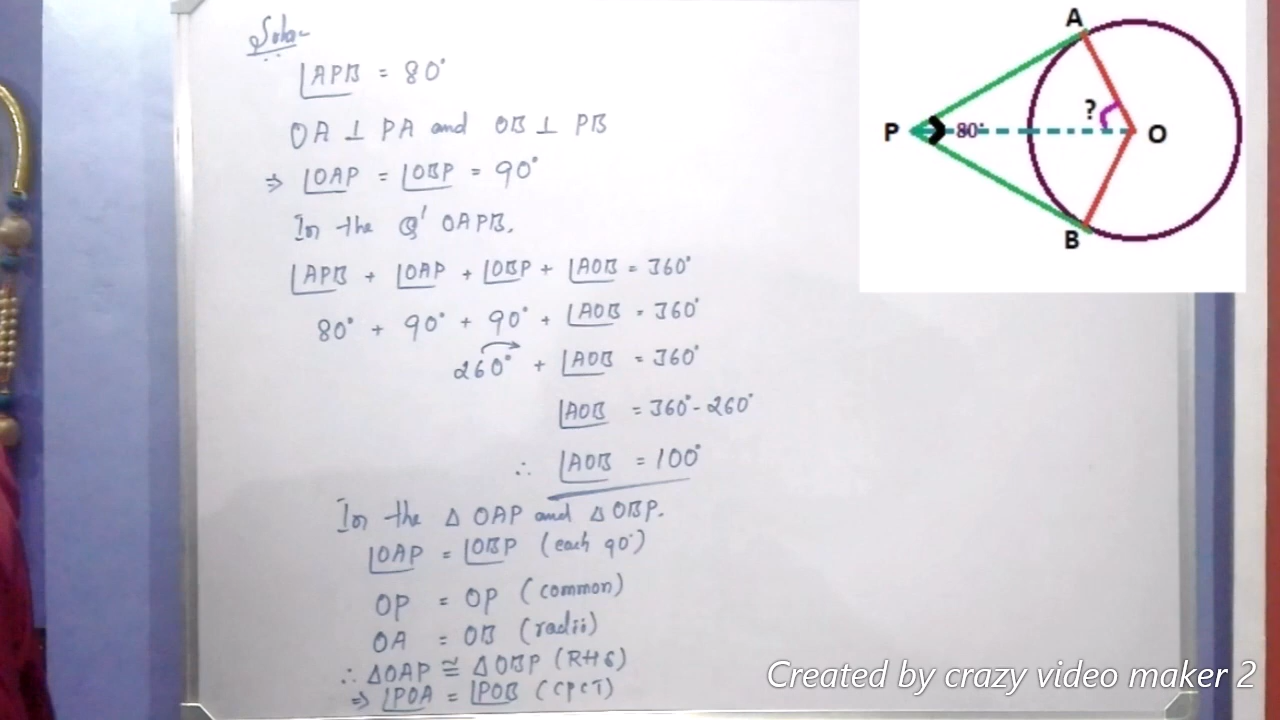 Soln
∠APB = 80°
OA ⊥ PA and OB ⊥ PB
⇒ ∠OAP = ∠OBP = 90°
In the Q' OAPB,
∠APB + ∠OAP + ∠OBP + ∠AOB = 360°
80° + 90° + 90° + ∠AOB = 360°
260° + ∠AOB = 360°
∠AOB = 360° - 260°
∴ ∠AOB = 100°
In the Δ OAP and Δ OBP.
∠OAP = ∠OBP (each 90°)
OP = OP (common)
OA = OB (radii)
∴ ΔOAP ≅ ΔOBP (RHS)
⇒ ∠POA = ∠POB (CPCT)
A
?
P 80° O
B
Created by crazy video maker 2